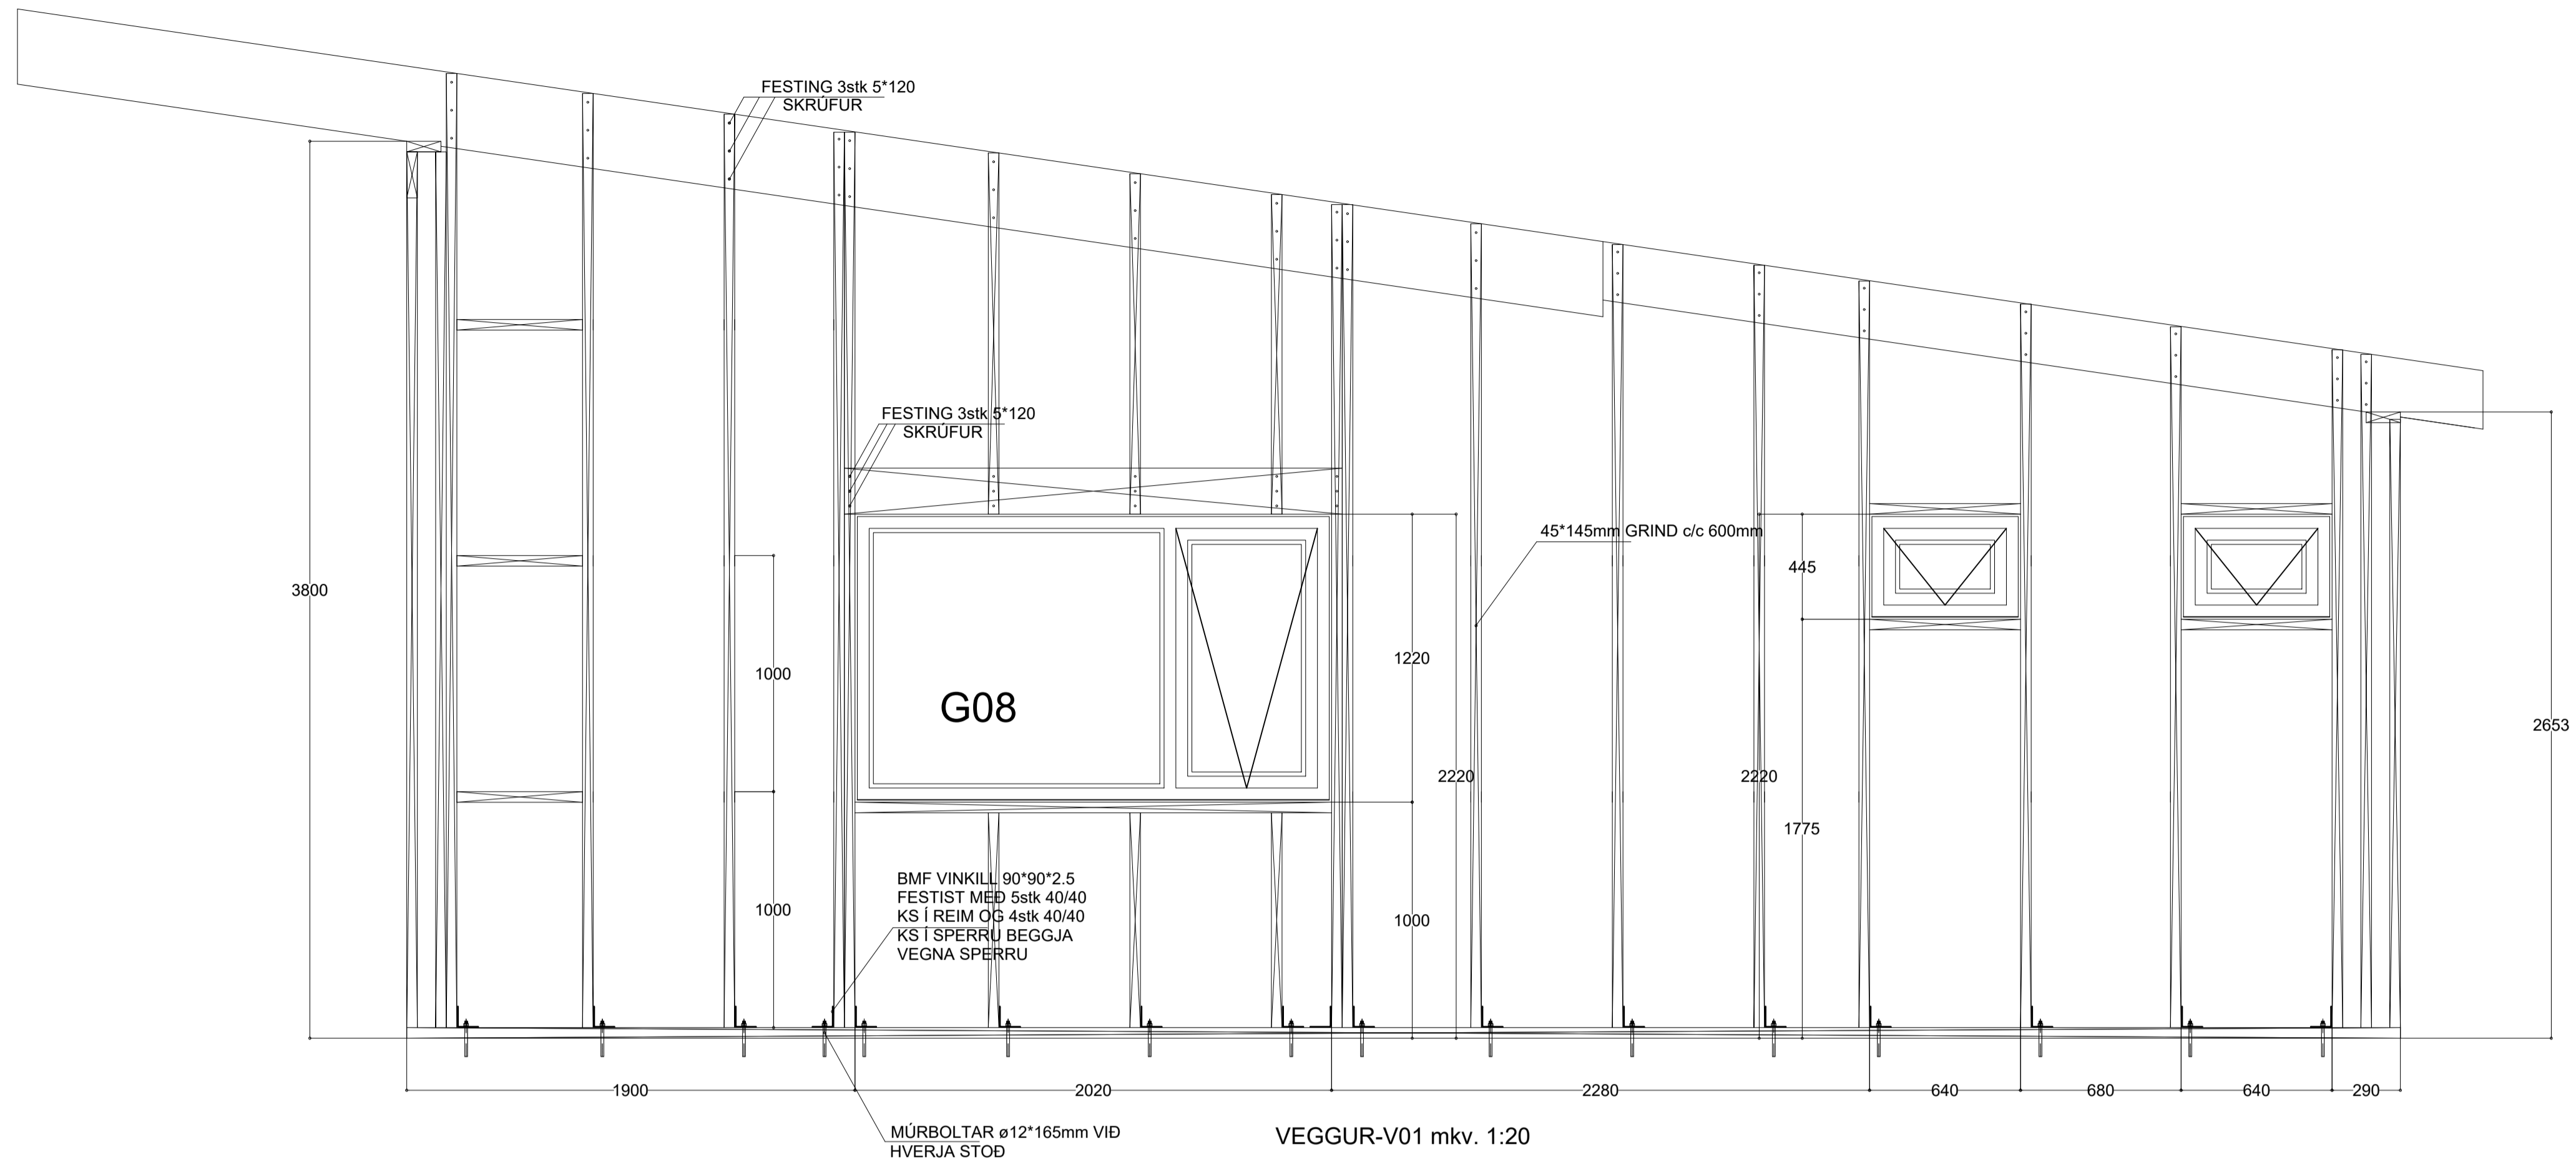 FESTING 3stk 5*120
SKRÚFUR
FESTING 3stk 5*120
SKRÚFUR
45*145mm GRIND c/c 600mm
445
3800
1220
1000
G08
2653
2220
2220
1775
BMF VINKILL 90*90*2.5
FESTIST MEÐ 5stk 40/40
KS Í REIM OG 4stk 40/40
KS Í SPERRU BEGGJA
VEGNA SPERRU
1000
1000
1900
2020
2280
640
680
640
290
MÚRBOLTAR ø12*165mm VIÐ
HVERJA STOÐ
VEGGUR-V01 mkv. 1:20